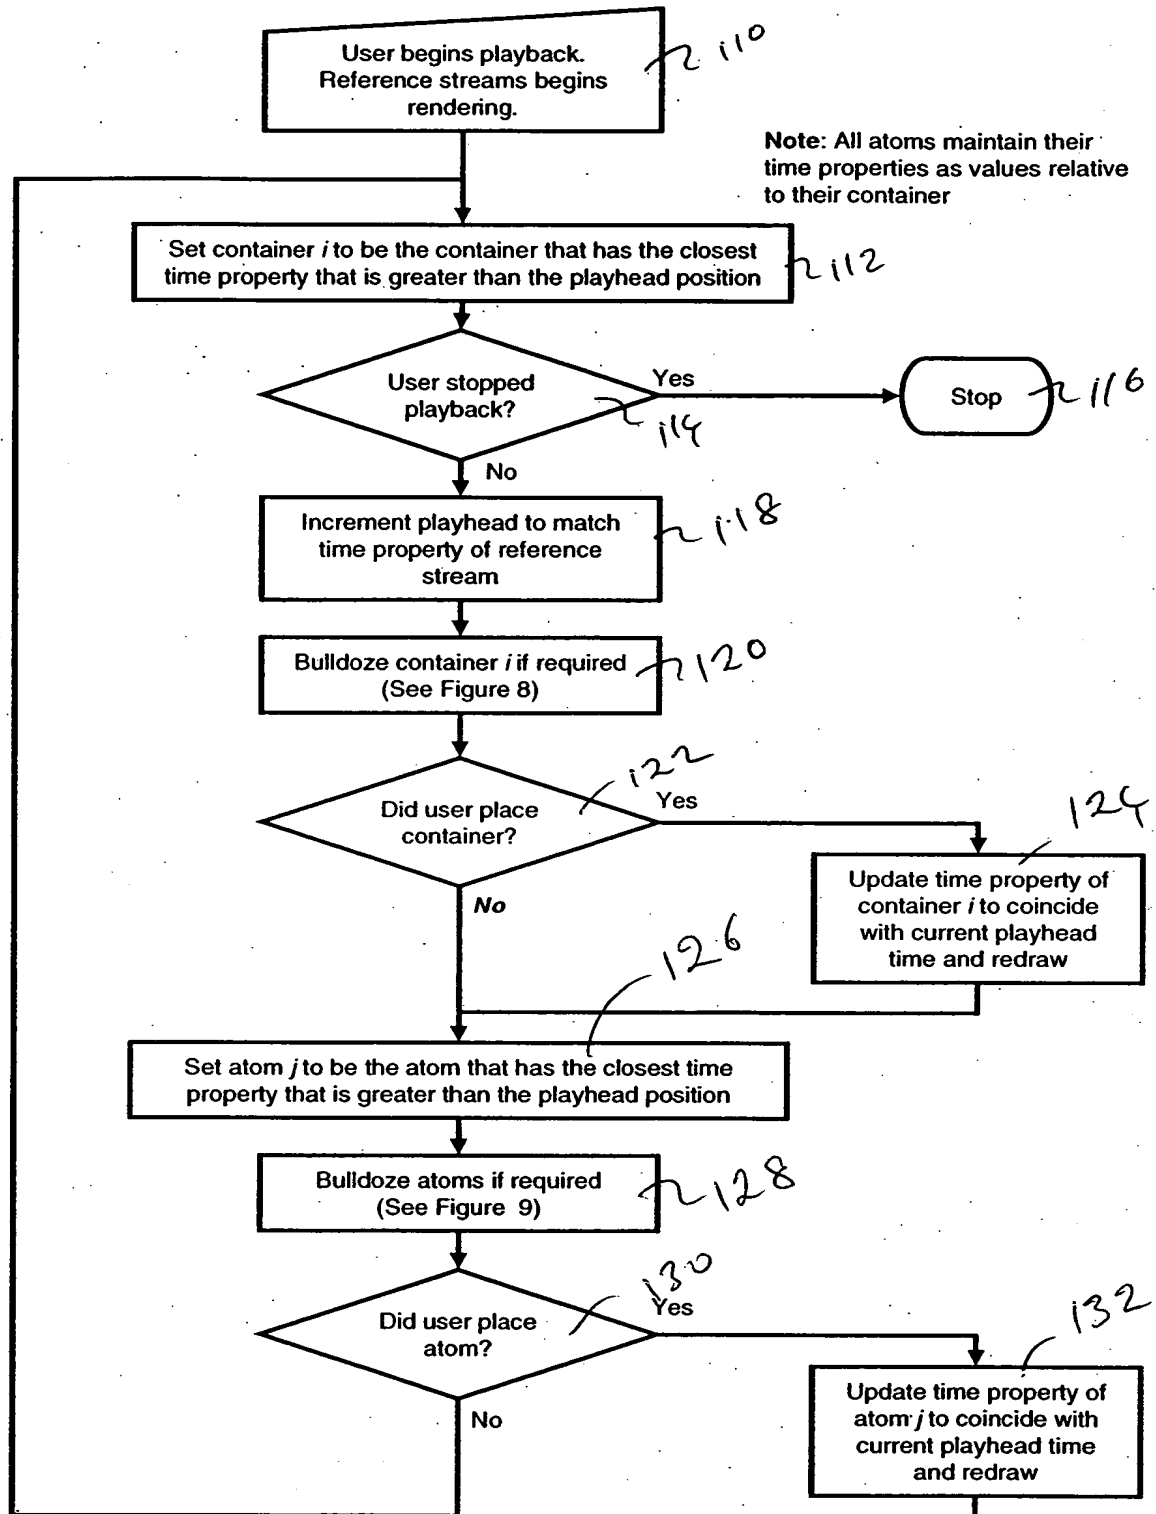 User begins playback.
Reference streams begins
rendering.
110
Note: All atoms maintain their
time properties as values relative
to their container
Set container i to be the container that has the closest
time property that is greater than the playhead position
112
User stopped
playback?
114
Yes
Stop
116
No
Increment playhead to match
time property of reference
stream
118
Bulldoze container i if required
(See Figure 8)
120
Did user place
container?
122
Yes
124
Update time property of
container i to coincide
with current playhead
time and redraw
No
126
Set atom j to be the atom that has the closest time
property that is greater than the playhead position
Bulldoze atoms if required
(See Figure 9)
128
Did user place
atom?
130
Yes
132
Update time property of
atom j to coincide with
current playhead time
and redraw
No